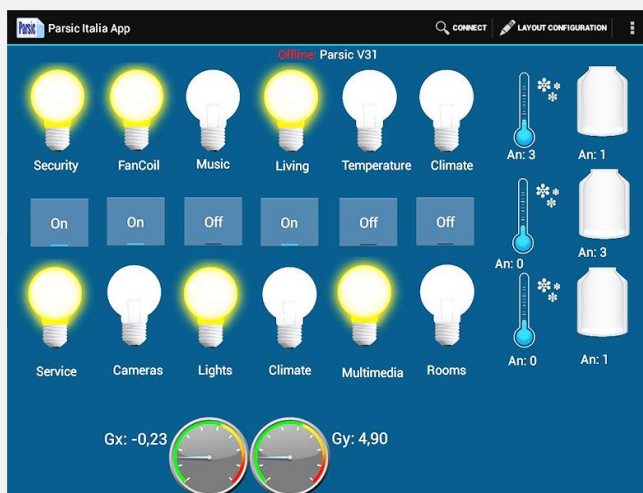 Parsic Parsic Italia App CONNECT LAYOUT CONFIGURATION
Offline: Parsic V31
Security FanCoil Music Living Temperature Climate
An: 3 An: 1
On On Off On Off Off
An: 0 An: 3
Service Cameras Lights Climate Multimedia Rooms
An: 0 An: 1
Gx: -0,23 Gy: 4,90